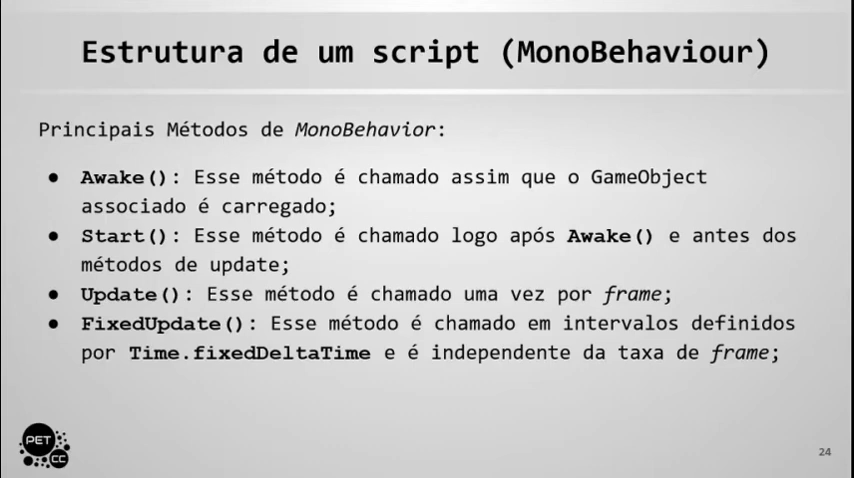 Estrutura de um script (MonoBehaviour)
Principais Métodos de MonoBehavior:
● Awake(): Esse método é chamado assim que o GameObject
associado é carregado;
● Start(): Esse método é chamado logo após Awake() e antes dos
métodos de update;
● Update(): Esse método é chamado uma vez por frame;
● FixedUpdate(): Esse método é chamado em intervalos definidos
por Time.fixedDeltaTime e é independente da taxa de frame;
PET
CC
24